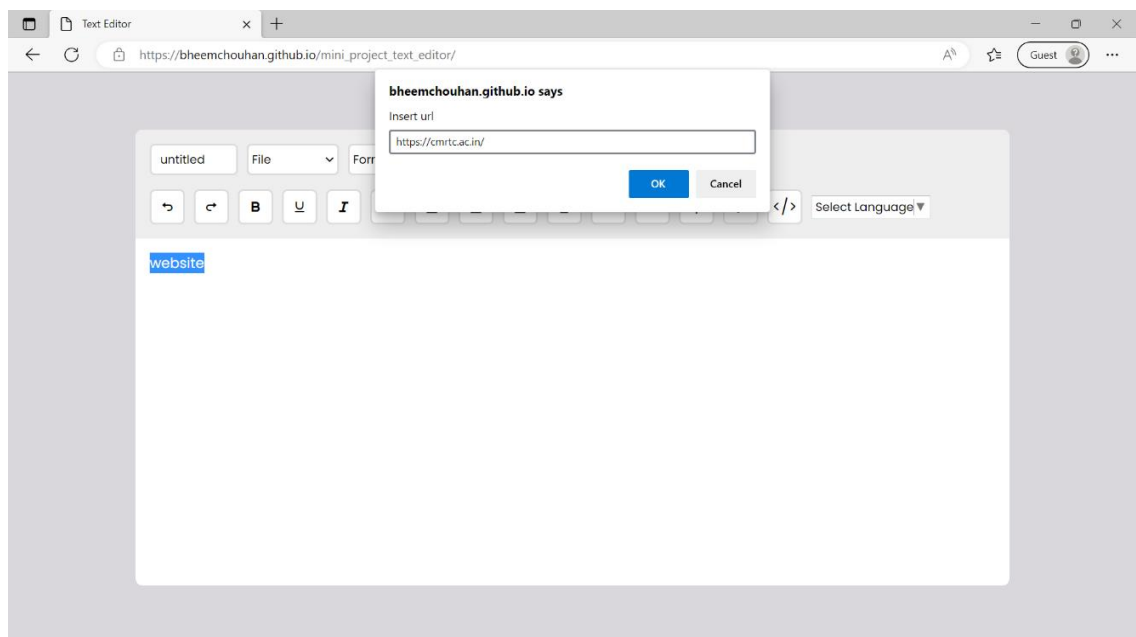 Text Editor
https://bheemchouhan.github.io/mini_project_text_editor/
Guest
bheemchouhan.github.io says
Insert url
https://cmrtc.ac.in/
OK Cancel
untitled File
B U I </> Select Language
website